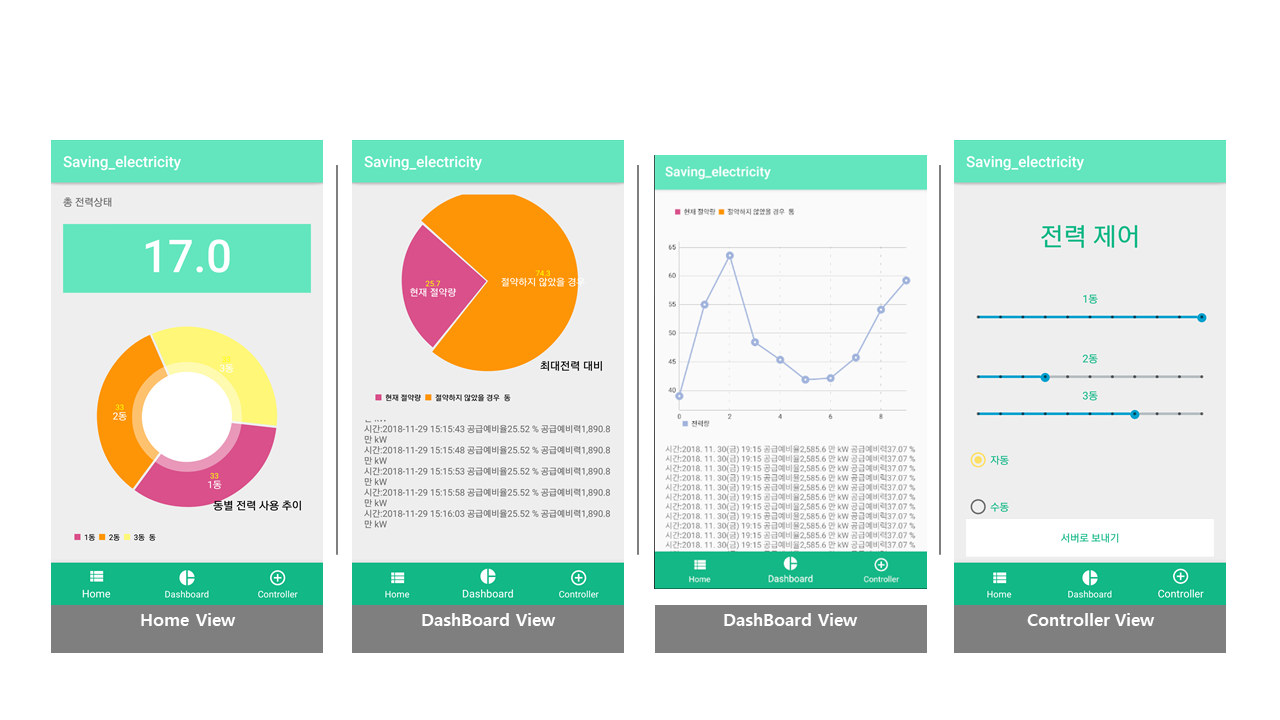 Saving_electricity
총 전력상태
17.0
3동
33
2동
33
1동
동별 전력 사용 추이
1동 2동 3동 동
Home
Dashboard
Controller
Home View
Saving_electricity
74.3
절약하지 않았을 경우
25.7
현재 절약량
최대전력 대비
현재 절약량 절약하지 않았을 경우 동
시간:2018-11-29 15:15:43 공급예비율25.52 % 공급예비력1,890.8
만 kW
시간:2018-11-29 15:15:48 공급예비율25.52 % 공급예비력1,890.8
만 kW
시간:2018-11-29 15:15:53 공급예비율25.52 % 공급예비력1,890.8
만 kW
시간:2018-11-29 15:15:58 공급예비율25.52 % 공급예비력1,890.8
만 kW
시간:2018-11-29 15:16:03 공급예비율25.52 % 공급예비력1,890.8
만 kW
Home
Dashboard
Controller
DashBoard View
Saving_electricity
현재 절약량 절약하지 않았을 경우 동
65
60
55
50
45
40
0 2 4 6 8
전력량
시간:2018. 11. 30(금) 19:15 공급예비율2,585.6 만 kW 공급예비력37.07 %
시간:2018. 11. 30(금) 19:15 공급예비율2,585.6 만 kW 공급예비력37.07 %
시간:2018. 11. 30(금) 19:15 공급예비율2,585.6 만 kW 공급예비력37.07 %
시간:2018. 11. 30(금) 19:15 공급예비율2,585.6 만 kW 공급예비력37.07 %
시간:2018. 11. 30(금) 19:15 공급예비율2,585.6 만 kW 공급예비력37.07 %
시간:2018. 11. 30(금) 19:15 공급예비율2,585.6 만 kW 공급예비력37.07 %
시간:2018. 11. 30(금) 19:15 공급예비율2,585.6 만 kW 공급예비력37.07 %
시간:2018. 11. 30(금) 19:15 공급예비율2,585.6 만 kW 공급예비력37.07 %
시간:2018. 11. 30(금) 19:15 공급예비율2,585.6 만 kW 공급예비력37.07 %
시간:2018. 11. 30(금) 19:15 공급예비율2,585.6 만 kW 공급예비력37.07 %
시간:2018. 11. 30(금) 19:15 공급예비율2,585.6 만 kW 공급예비력37.07 %
Home
Dashboard
Controller
DashBoard View
Saving_electricity
전력 제어
1동
2동
3동
자동
수동
서버로 보내기
Home
Dashboard
Controller
Controller View